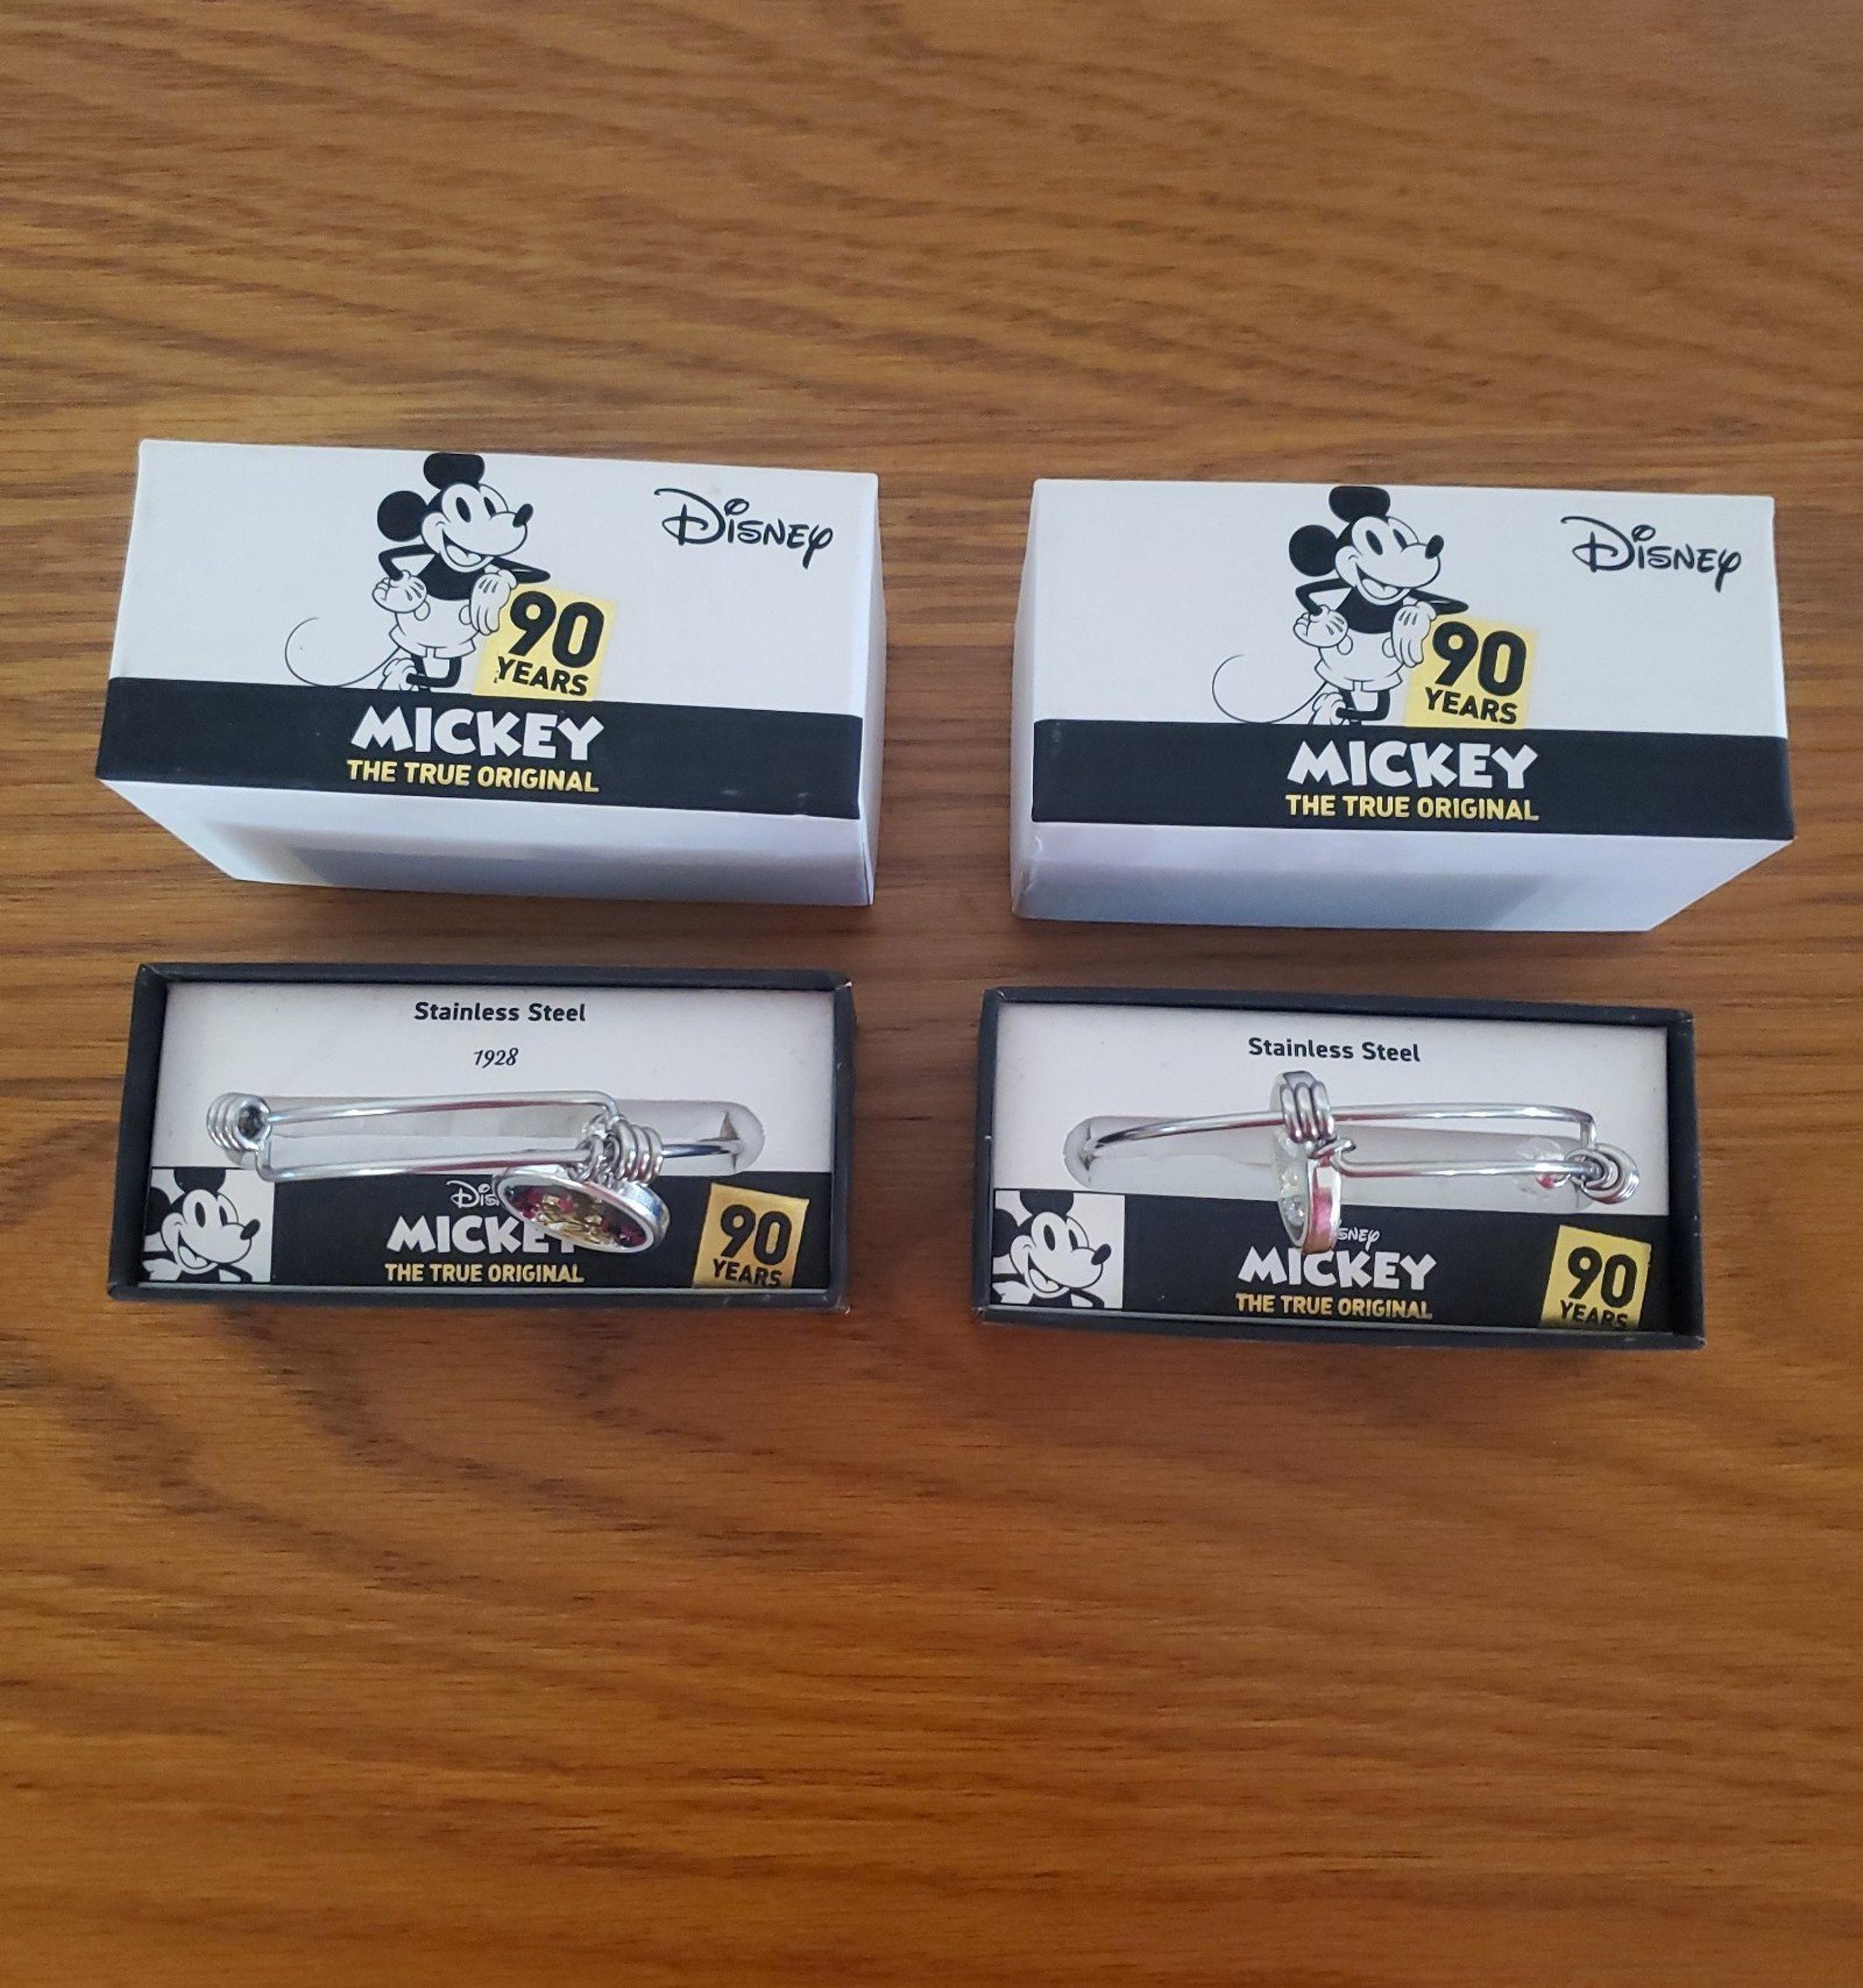 Disney
90
YEARS
MICKEY
THE TRUE ORIGINAL
Disney
90
YEARS
MICKEY
THE TRUE ORIGINAL
Stainless Steel
1928
MICKEY
THE TRUE ORIGINAL
90
YEARS
Stainless Steel
MICKEY
THE TRUE ORIGINAL
90
YEARS